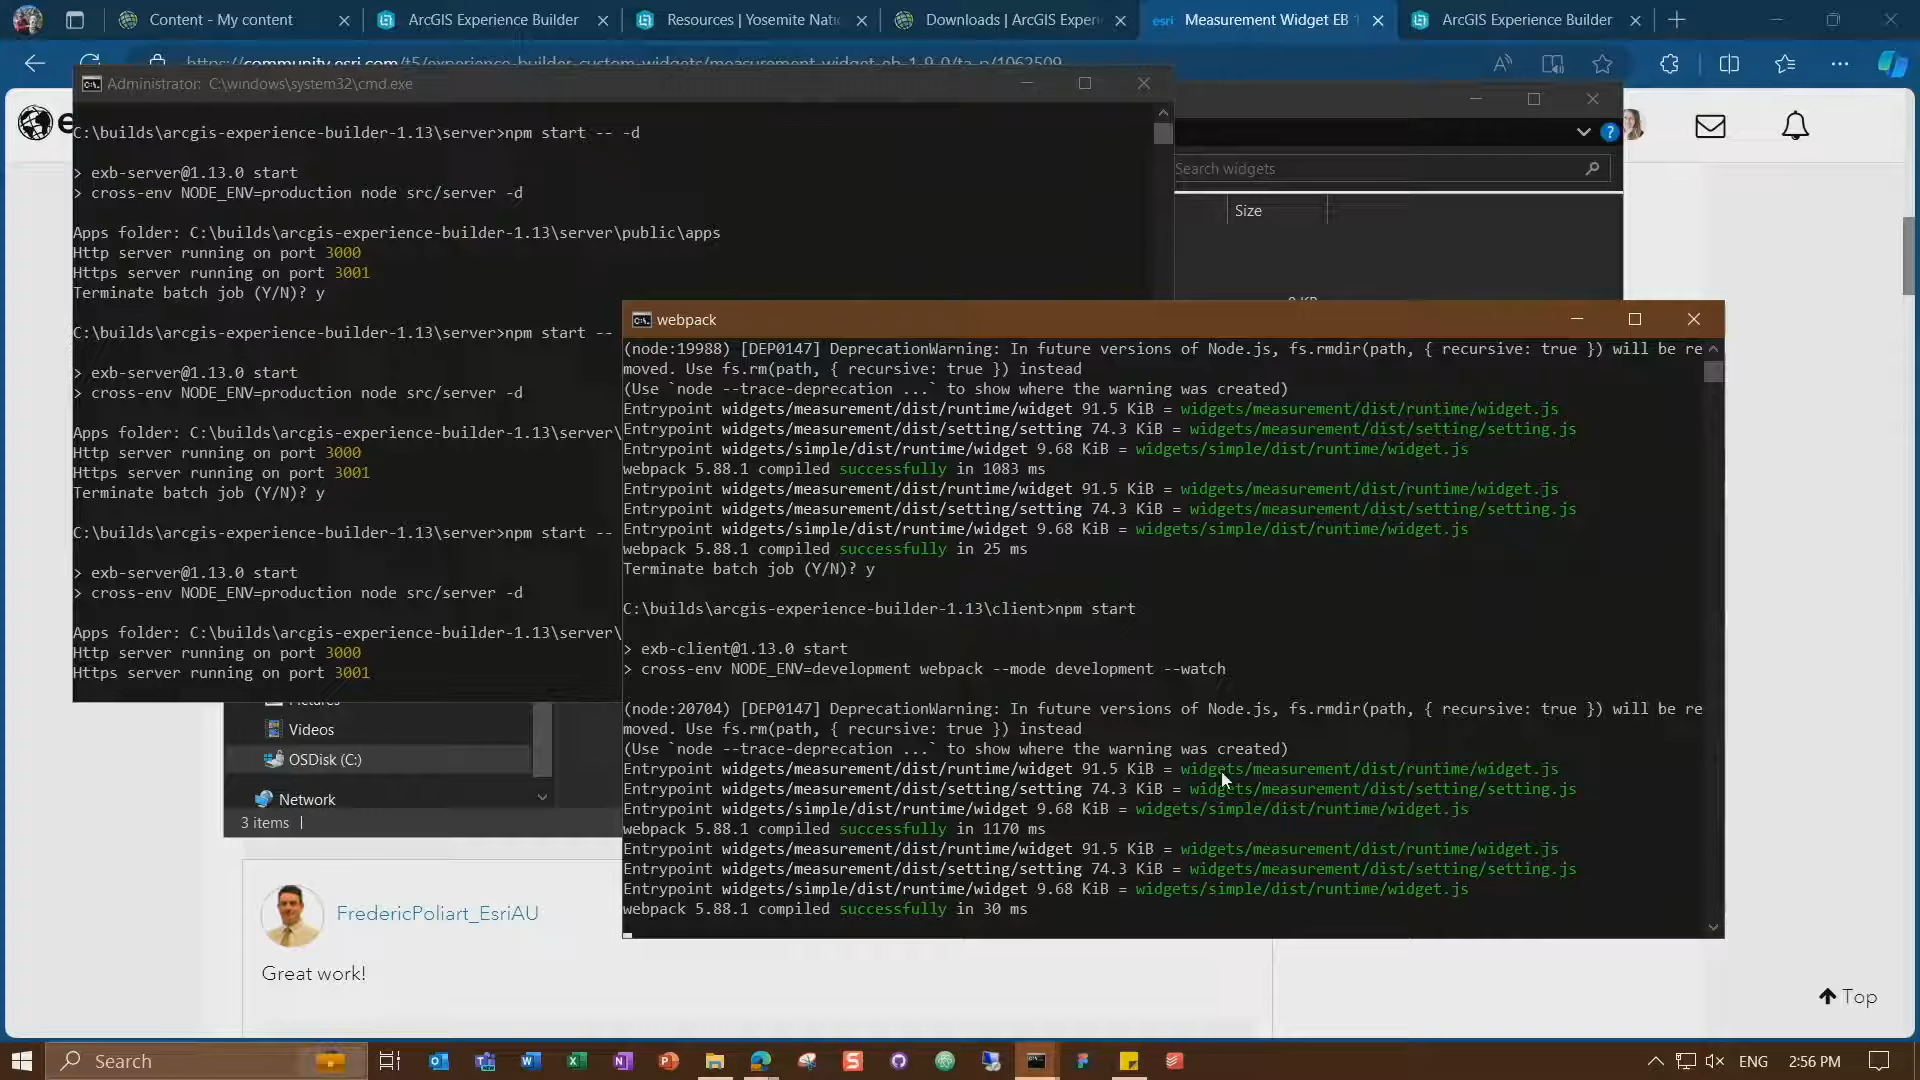 Content - My content
ArcGIS Experience Builder
Resources | Yosemite Nati
Downloads | ArcGIS Experi
esri
Measurement Widget EB 1
ArcGIS Experience Builder
https://community.esri.com/t5/experience-builder-custom-widgets/measurement-widget-eb-1-9-0/ta-p/1062509
Administrator: C:\windows\system32\cmd.exe
C:\builds\arcgis-experience-builder-1.13\server>npm start -- -d
> exb-server@1.13.0 start
> cross-env NODE_ENV=production node src/server -d
Apps folder: C:\builds\arcgis-experience-builder-1.13\server\public\apps
Http server running on port 3000
Https server running on port 3001
Terminate batch job (Y/N)? y
C:\builds\arcgis-experience-builder-1.13\server>npm start --
> exb-server@1.13.0 start
> cross-env NODE_ENV=production node src/server -d
Apps folder: C:\builds\arcgis-experience-builder-1.13\server\
Http server running on port 3000
Https server running on port 3001
Terminate batch job (Y/N)? y
C:\builds\arcgis-experience-builder-1.13\server>npm start --
> exb-server@1.13.0 start
> cross-env NODE_ENV=production node src/server -d
Apps folder: C:\builds\arcgis-experience-builder-1.13\server\
Http server running on port 3000
Https server running on port 3001
Search widgets
Size
webpack
(node:19988) [DEP0147] DeprecationWarning: In future versions of Node.js, fs.rmdir(path, { recursive: true }) will be re
moved. Use fs.rm(path, { recursive: true }) instead
(Use `node --trace-deprecation ...` to show where the warning was created)
Entrypoint widgets/measurement/dist/runtime/widget 91.5 KiB = widgets/measurement/dist/runtime/widget.js
Entrypoint widgets/measurement/dist/setting/setting 74.3 KiB = widgets/measurement/dist/setting/setting.js
Entrypoint widgets/simple/dist/runtime/widget 9.68 KiB = widgets/simple/dist/runtime/widget.js
webpack 5.88.1 compiled successfully in 1083 ms
Entrypoint widgets/measurement/dist/runtime/widget 91.5 KiB = widgets/measurement/dist/runtime/widget.js
Entrypoint widgets/measurement/dist/setting/setting 74.3 KiB = widgets/measurement/dist/setting/setting.js
Entrypoint widgets/simple/dist/runtime/widget 9.68 KiB = widgets/simple/dist/runtime/widget.js
webpack 5.88.1 compiled successfully in 25 ms
Terminate batch job (Y/N)? y
C:\builds\arcgis-experience-builder-1.13\client>npm start
> exb-client@1.13.0 start
> cross-env NODE_ENV=development webpack --mode development --watch
(node:20704) [DEP0147] DeprecationWarning: In future versions of Node.js, fs.rmdir(path, { recursive: true }) will be re
moved. Use fs.rm(path, { recursive: true }) instead
(Use `node --trace-deprecation ...` to show where the warning was created)
Entrypoint widgets/measurement/dist/runtime/widget 91.5 KiB = widgets/measurement/dist/runtime/widget.js
Entrypoint widgets/measurement/dist/setting/setting 74.3 KiB = widgets/measurement/dist/setting/setting.js
Entrypoint widgets/simple/dist/runtime/widget 9.68 KiB = widgets/simple/dist/runtime/widget.js
webpack 5.88.1 compiled successfully in 1170 ms
Entrypoint widgets/measurement/dist/runtime/widget 91.5 KiB = widgets/measurement/dist/runtime/widget.js
Entrypoint widgets/measurement/dist/setting/setting 74.3 KiB = widgets/measurement/dist/setting/setting.js
Entrypoint widgets/simple/dist/runtime/widget 9.68 KiB = widgets/simple/dist/runtime/widget.js
webpack 5.88.1 compiled successfully in 30 ms
Pictures
Videos
OSDisk (C:)
Network
3 items
FredericPoliart_EsriAU
Great work!
Top
Search
ENG
2:56 PM